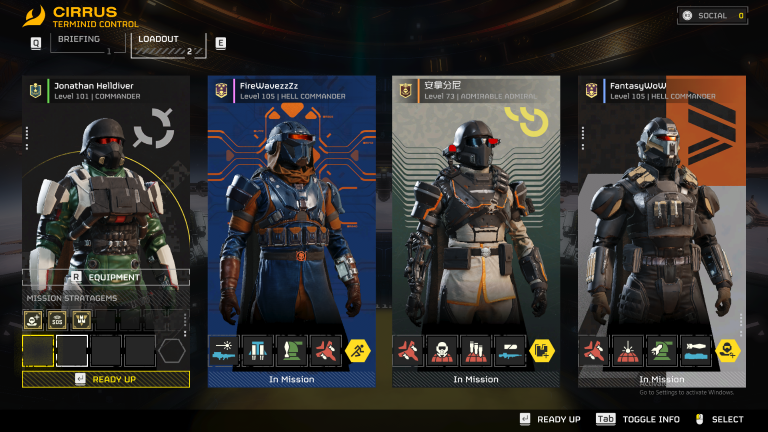 CIRRUS
TERMINID CONTROL
SOCIAL 0
Q BRIEFING 1 LOADOUT 2 E
Jonathan Helldiver
Level 101 | COMMANDER
FireWavezzZz
Level 105 | HELL COMMANDER
安拿分尼
Level 73 | ADMIRABLE ADMIRAL
FantasyWoW
Level 105 | HELL COMMANDER
R EQUIPMENT
MISSION STRATAGEMS
SOS
READY UP
In Mission
In Mission
In Mission
Go to Settings to activate Windows.
READY UP Tab TOGGLE INFO SELECT